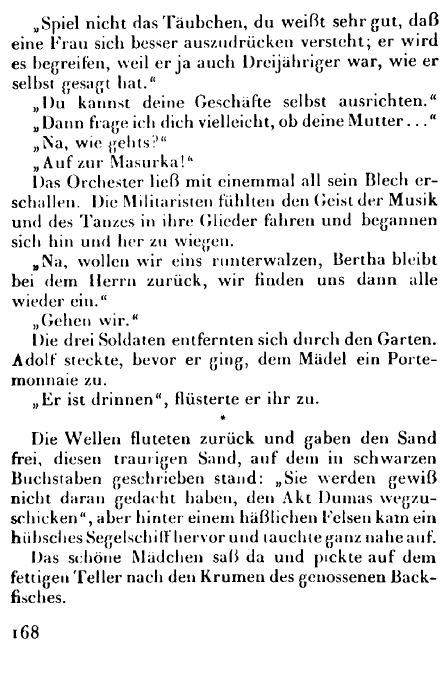 „Spiel nicht das Täubchen, du weißt sehr gut, daß
eine Frau sich besser auszudrücken versteht; er wird
es begreifen, weil er ja auch Dreijähriger war, wie er
selbst gesagt hat.“
„Du kannst deine Geschäfte selbst ausrichten.“
„Dann frage ich dich vielleicht, ob deine Mutter...“
„Na, wie gehts?“
„Auf zur Masurka!“
Das Orchester ließ mit cinemmal all sein Blech er-
schallen. Die Militaristen fühlten den Geist der Musik
und des Tanzes in ihre Glieder fahren und begannen
sich hin und her zu wiegen.
„Na, wollen wir eins runterwalzen, Bertha bleibt
bei dem Herrn zurück, wir finden uns dann alle
wieder ein.“
„Gehen wir.“
Die drei Soldaten entfernten sich durch den Garten.
Adolf steckte, bevor er ging, dem Mädel ein Porte-
monnaie zu.
„Er ist drinnen“, flüsterte er ihr zu.
*
Die Wellen fluteten zurück und gaben den Sand
frei, diesen traurigen Sand, auf dem in schwarzen
Buchstaben geschrieben stand: „Sie werden gewiß
nicht daran gedacht haben, den Akt Dumas wegzu-
schicken“, aber hinter einem häßlichen Felsen kam ein
hübsches Segelschiff hervor und tauchte ganz nahe auf.
Das schöne Mädchen saß da und pickte auf dem
fettigen Teller nach den Krumen des genossenen Back-
fisches.
168